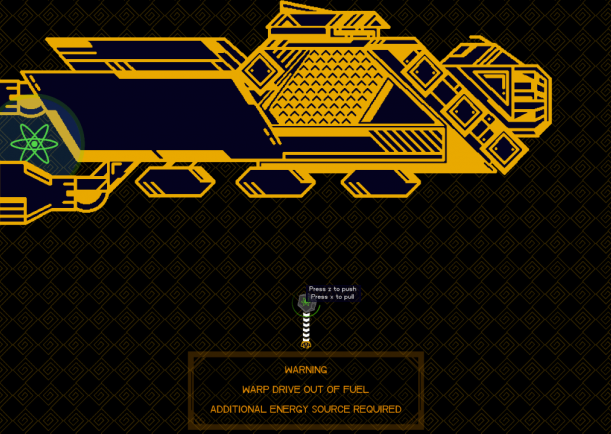 Press z to push
Press x to pull
WARNING
WARP DRIVE OUT OF FUEL
ADDITIONAL ENERGY SOURCE REQUIRED